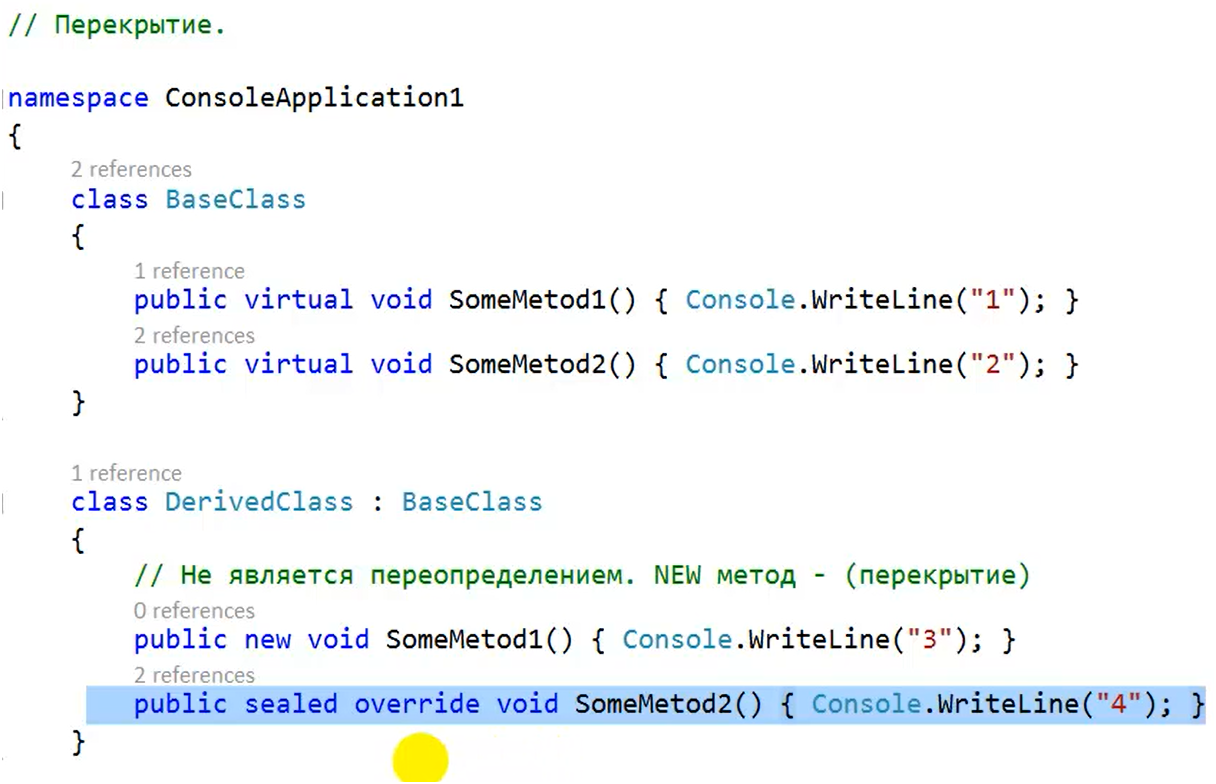 // Перекрытие.
namespace ConsoleApplication1
{
2 references
class BaseClass
{
1 reference
public virtual void SomeMetod1() { Console.WriteLine("1"); }
2 references
public virtual void SomeMetod2() { Console.WriteLine("2"); }
}
1 reference
class DerivedClass : BaseClass
{
// Не является переопределением. NEW метод - (перекрытие)
0 references
public new void SomeMetod1() { Console.WriteLine("3"); }
2 references
public sealed override void SomeMetod2() { Console.WriteLine("4"); }
}